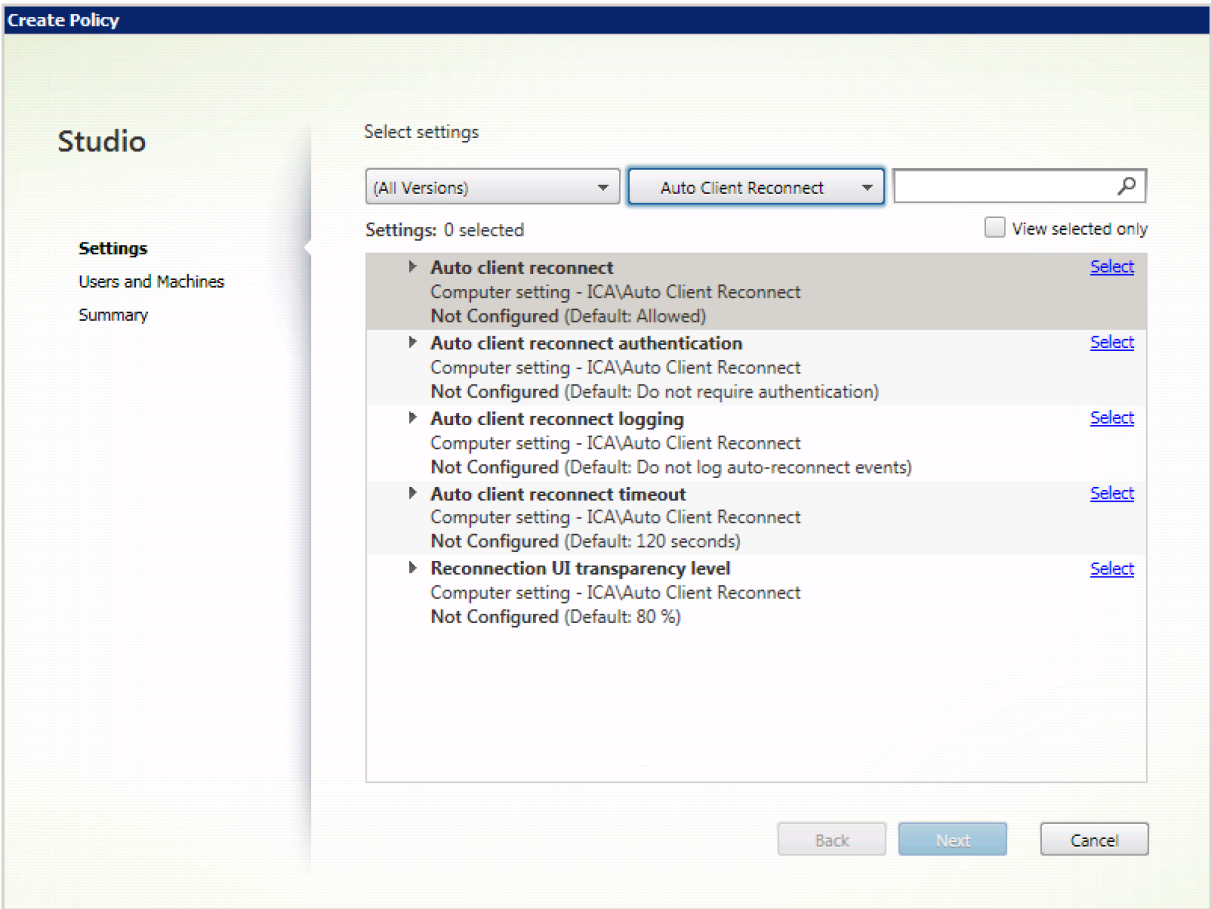 Create Policy
Studio
Settings
Users and Machines
Summary
Select settings
(All Versions)
Auto Client Reconnect
Settings: 0 selected
View selected only
Auto client reconnect
Select
Computer setting - ICA\Auto Client Reconnect
Not Configured (Default: Allowed)
Auto client reconnect authentication
Select
Computer setting - ICA\Auto Client Reconnect
Not Configured (Default: Do not require authentication)
Auto client reconnect logging
Select
Computer setting - ICA\Auto Client Reconnect
Not Configured (Default: Do not log auto-reconnect events)
Auto client reconnect timeout
Select
Computer setting - ICA\Auto Client Reconnect
Not Configured (Default: 120 seconds)
Reconnection UI transparency level
Select
Computer setting - ICA\Auto Client Reconnect
Not Configured (Default: 80 %)
Back
Next
Cancel